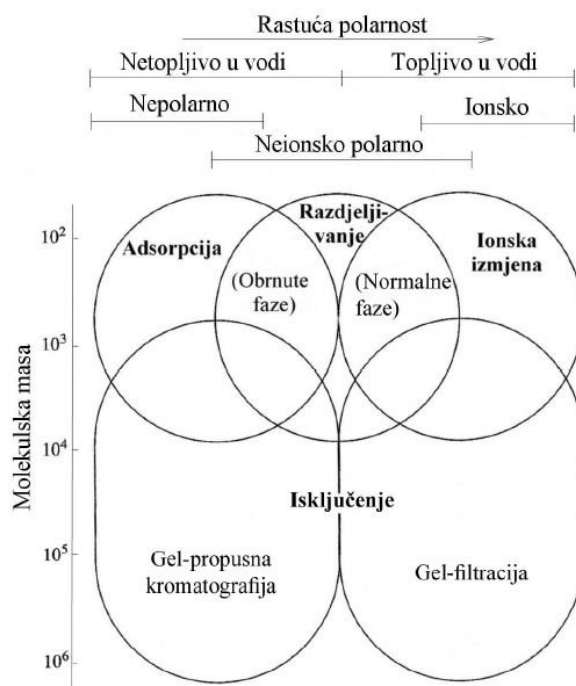 Rastuća polarnost
Netopljivo u vodi
Topljivo u vodi
Nepolarno
Ionsko
Neionsko polarno
Razdjelji-
vanje
Adsorpcija
Ionska
izmjena
(Obrnute
faze)
(Normalne
faze)
Molekulska masa
10²
10³
10⁴
10⁵
10⁶
Isključenje
Gel-propusna
kromatografija
Gel-filtracija